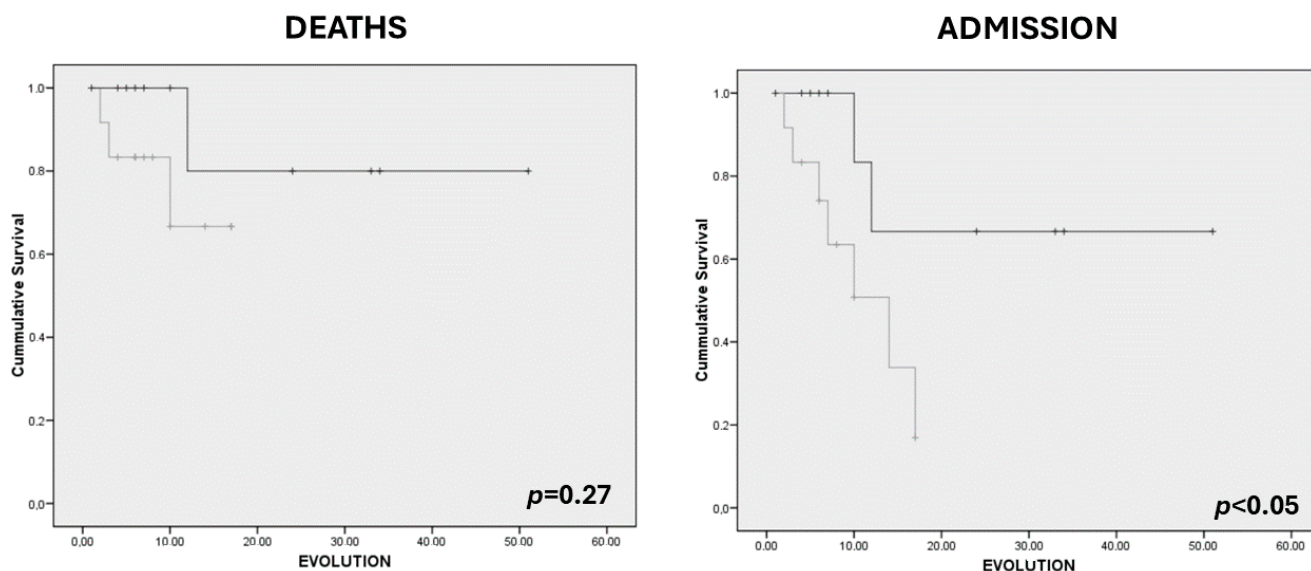 DEATHS
1.0
0.8
0.6
0.4
0.2
0,0
Cummulative Survival
0,00 10.00 20.00 30.00 40.00 50.00 60.00
EVOLUTION
p=0.27
ADMISSION
1.0
0.8
0.6
0.4
0.2
0,0
Cummulative Survival
0.00 10.00 20.00 30.00 40.00 50.00 60.00
EVOLUTION
p<0.05